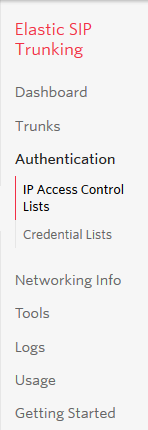 Elastic SIP
Trunking
Dashboard
Trunks
Authentication
IP Access Control
Lists
Credential Lists
Networking Info
Tools
Logs
Usage
Getting Started